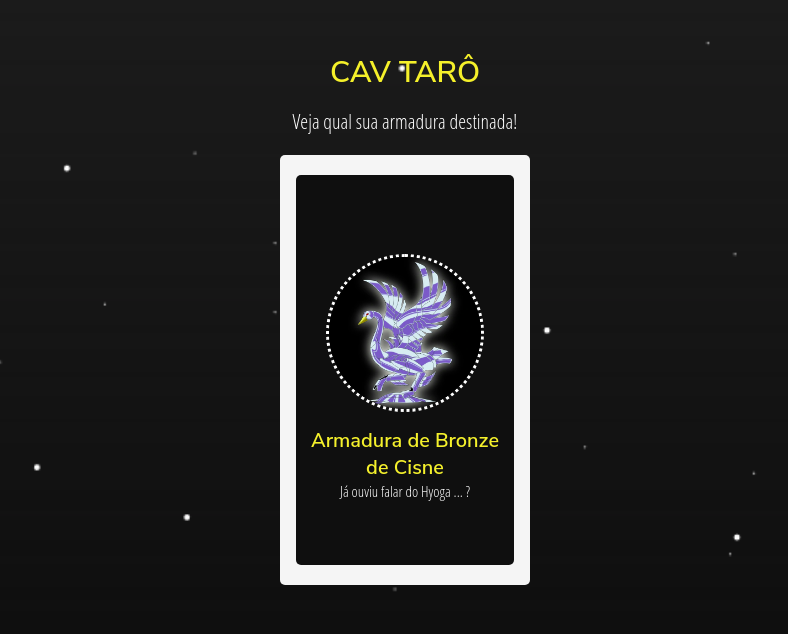 CAV TARÔ
Veja qual sua armadura destinada!
Armadura de Bronze
de Cisne
Já ouviu falar do Hyoga ... ?